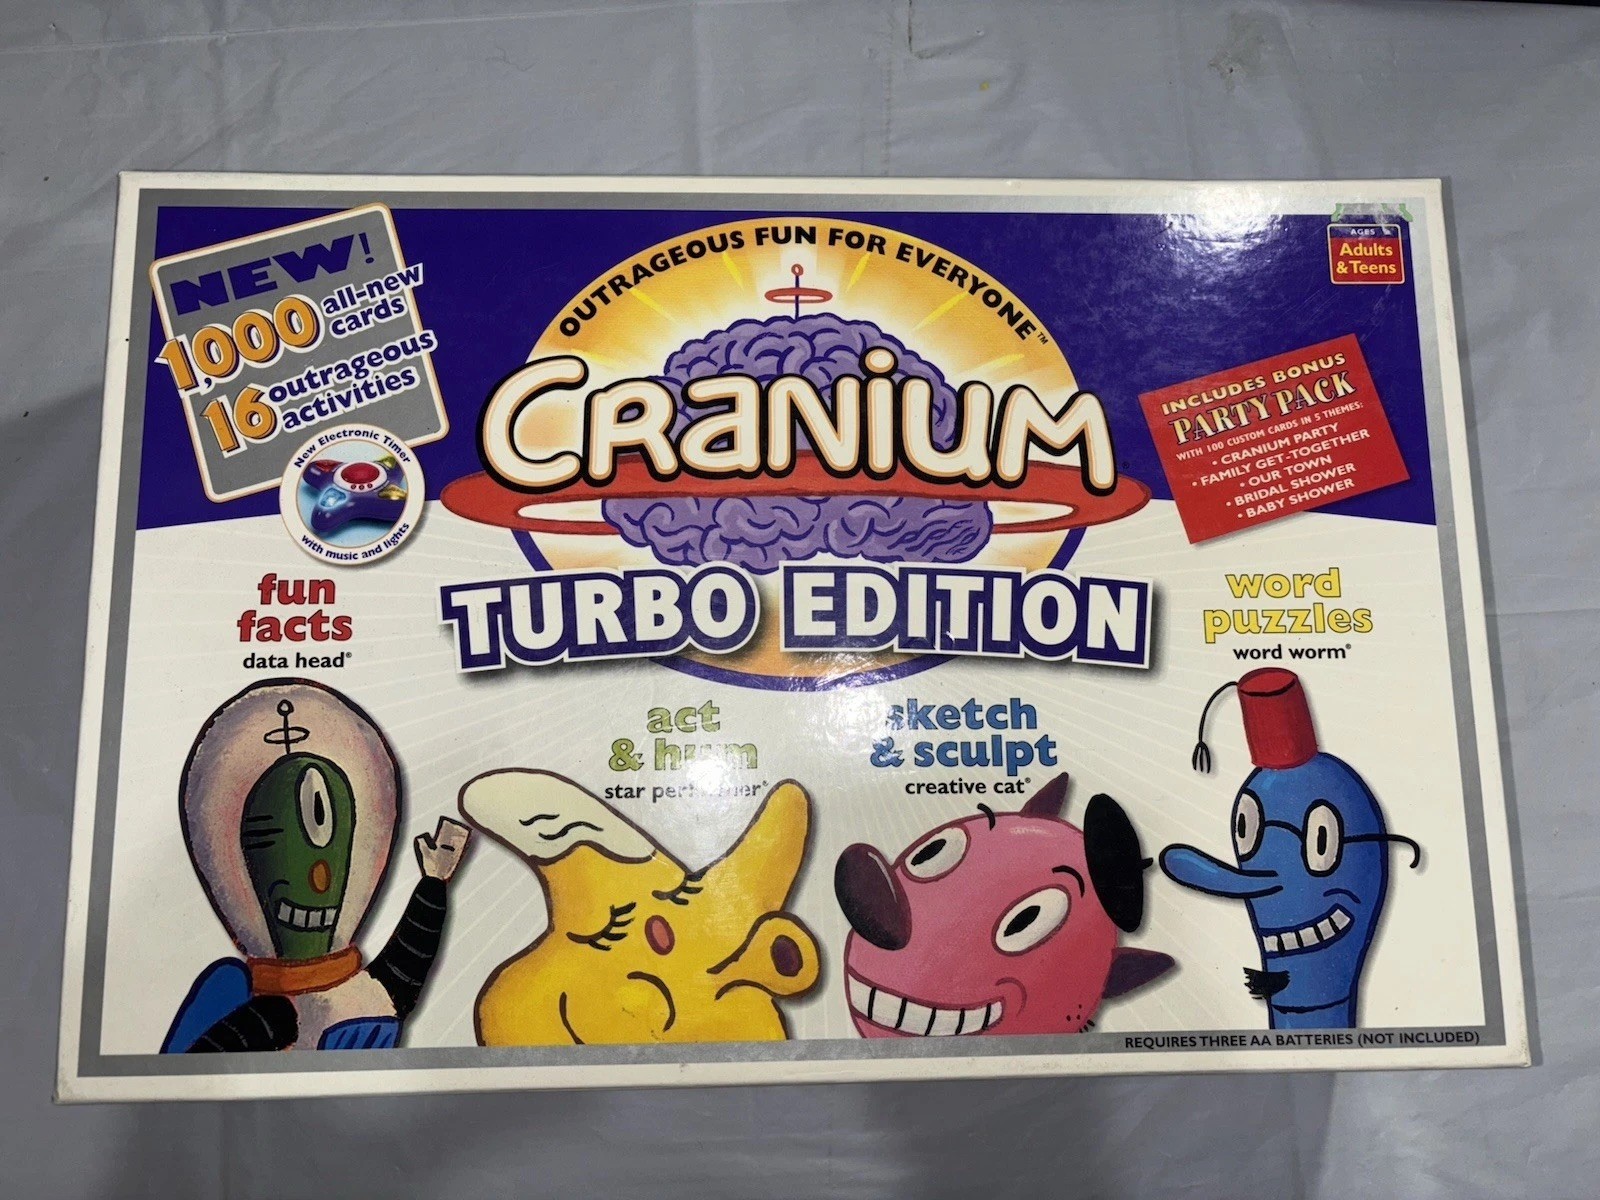 NEW!
1,000 all-new
cards
16 outrageous
activities
New Electronic Timer
with music and lights
OUTRAGEOUS FUN FOR EVERYONE™
CRANIUM
TURBO EDITION
AGES
Adults
& Teens
INCLUDES BONUS
PARTY PACK
WITH 100 CUSTOM CARDS IN 5 THEMES:
• CRANIUM PARTY
• FAMILY GET-TOGETHER
• OUR TOWN
• BRIDAL SHOWER
• BABY SHOWER
fun
facts
data head®
act
& hum
star performer®
sketch
& sculpt
creative cat®
word
puzzles
word worm®
REQUIRES THREE AA BATTERIES (NOT INCLUDED)